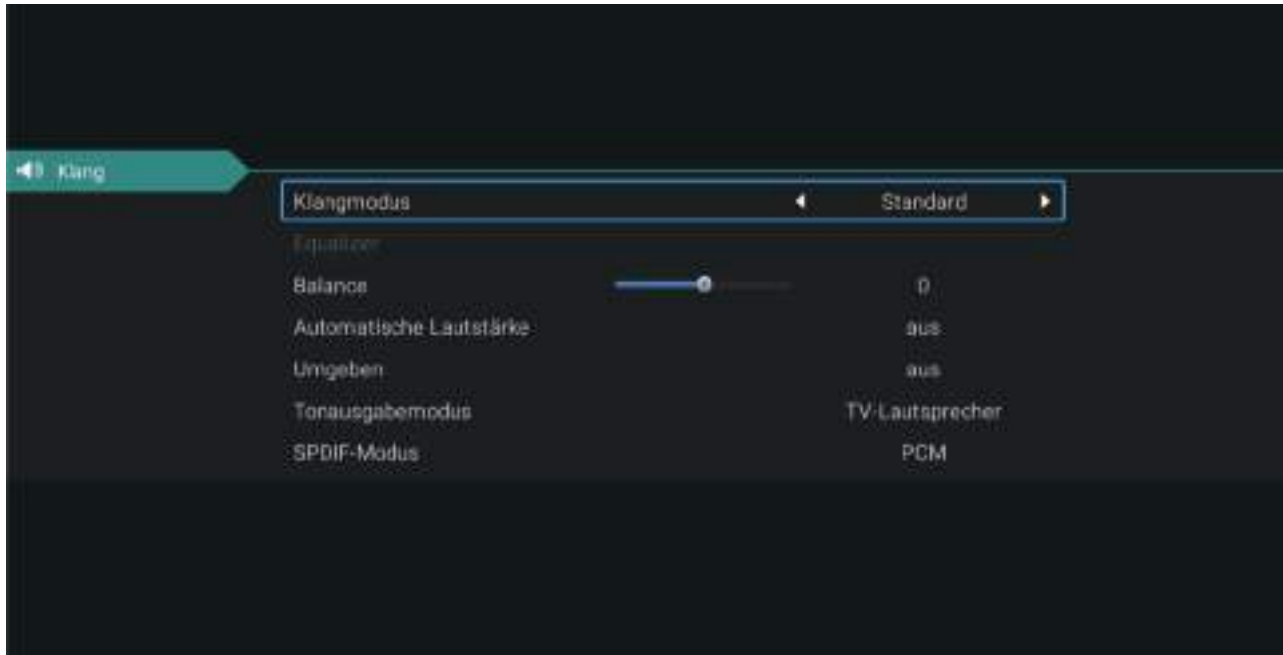 Klang
Klangmodus Standard
Equalizer
Balance 0
Automatische Lautstärke aus
Umgeben aus
Tonausgabemodus TV-Lautsprecher
SPDIF-Modus PCM